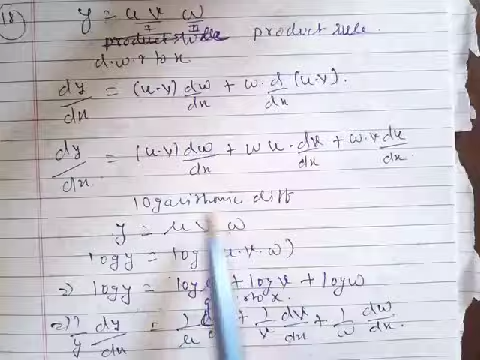 18)
y = u v w
I II
product rule product rule.
d.w.r to x
dy/dx = (u·v) dw/dx + w·d/dx (u·v).
dy/dx = (u·v) dw/dx + w u · dv/dx + w·v du/dx.
logarithmic diff
y = u v w
log y = log (u·v·w)
=> log y = log u + log v + log w
to x.
=> 1/y dy/dx = 1/u du/dx + 1/v dv/dx + 1/w dw/dx.